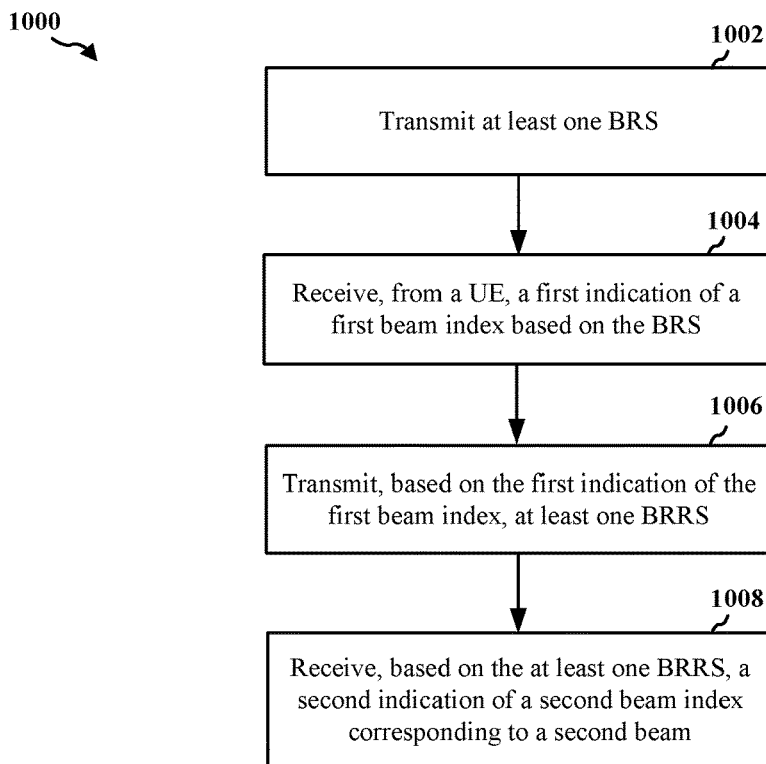 1000
1002
Transmit at least one BRS
1004
Receive, from a UE, a first indication of a
first beam index based on the BRS
1006
Transmit, based on the first indication of the
first beam index, at least one BRRS
1008
Receive, based on the at least one BRRS, a
second indication of a second beam index
corresponding to a second beam